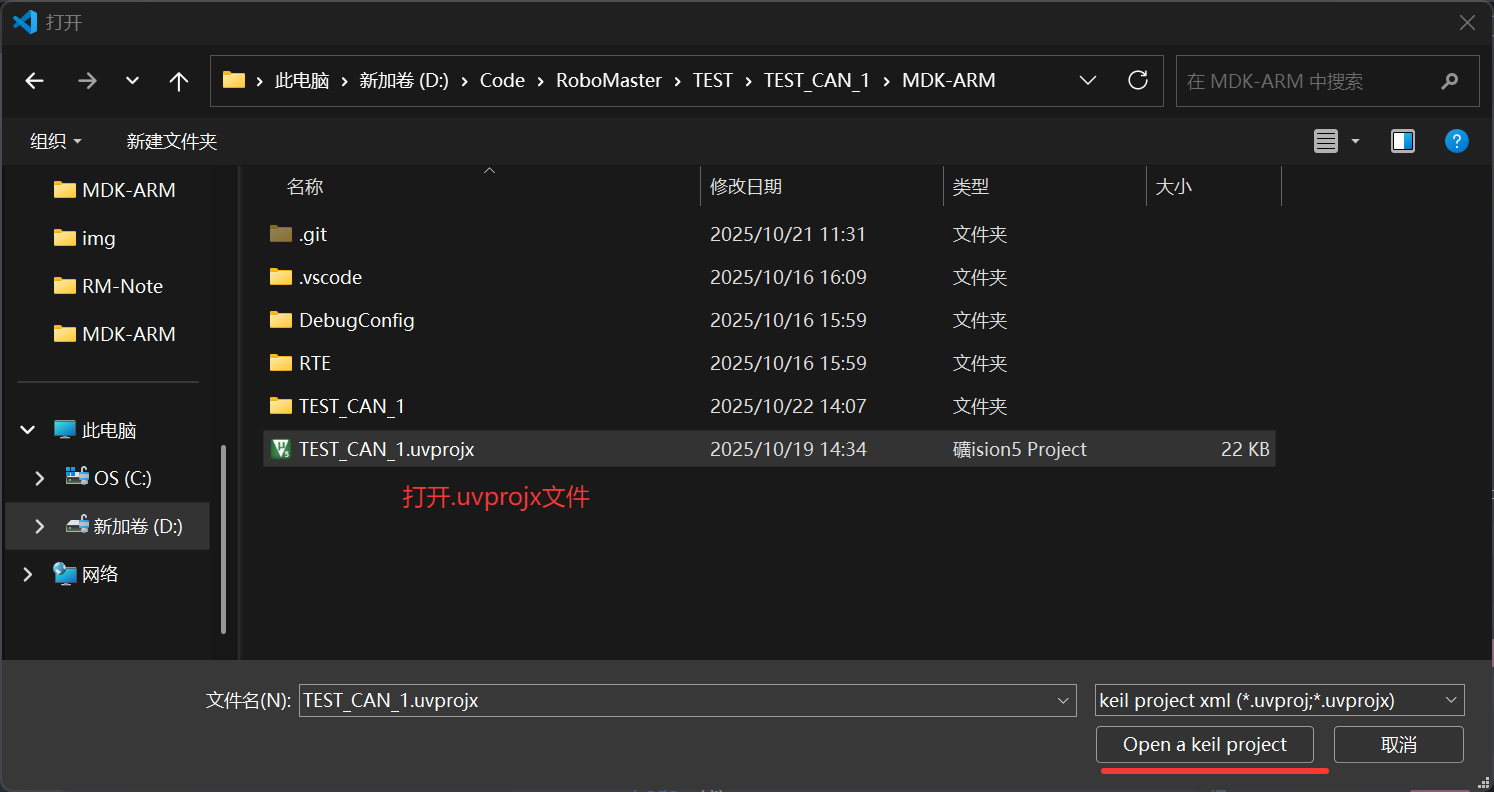 打开
此电脑 新加卷 (D:) Code RoboMaster TEST TEST_CAN_1 MDK-ARM 在 MDK-ARM 中搜索
组织 新建文件夹
MDK-ARM
img
RM-Note
MDK-ARM
此电脑
OS (C:)
新加卷 (D:)
网络
名称 修改日期 类型 大小
.git 2025/10/21 11:31 文件夹
.vscode 2025/10/16 16:09 文件夹
DebugConfig 2025/10/16 15:59 文件夹
RTE 2025/10/16 15:59 文件夹
TEST_CAN_1 2025/10/22 14:07 文件夹
TEST_CAN_1.uvprojx 2025/10/19 14:34 礦ision5 Project 22 KB
打开.uvprojx文件
文件名(N): TEST_CAN_1.uvprojx keil project xml (*.uvproj;*.uvprojx)
Open a keil project 取消